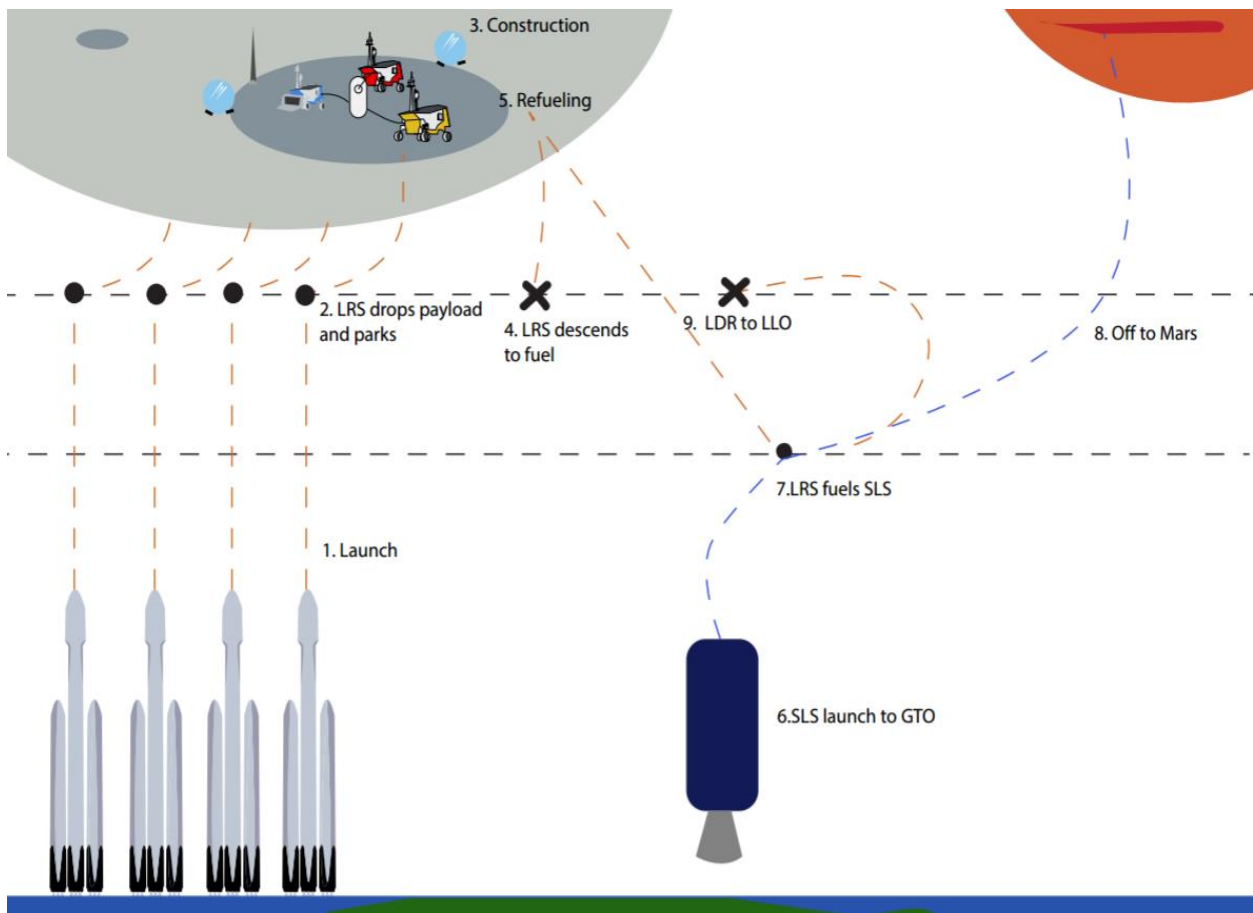 3. Construction
5. Refueling
2. LRS drops payload
and parks
4. LRS descends
to fuel
9. LDR to LLO
8. Off to Mars
7.LRS fuels SLS
1. Launch
6.SLS launch to GTO